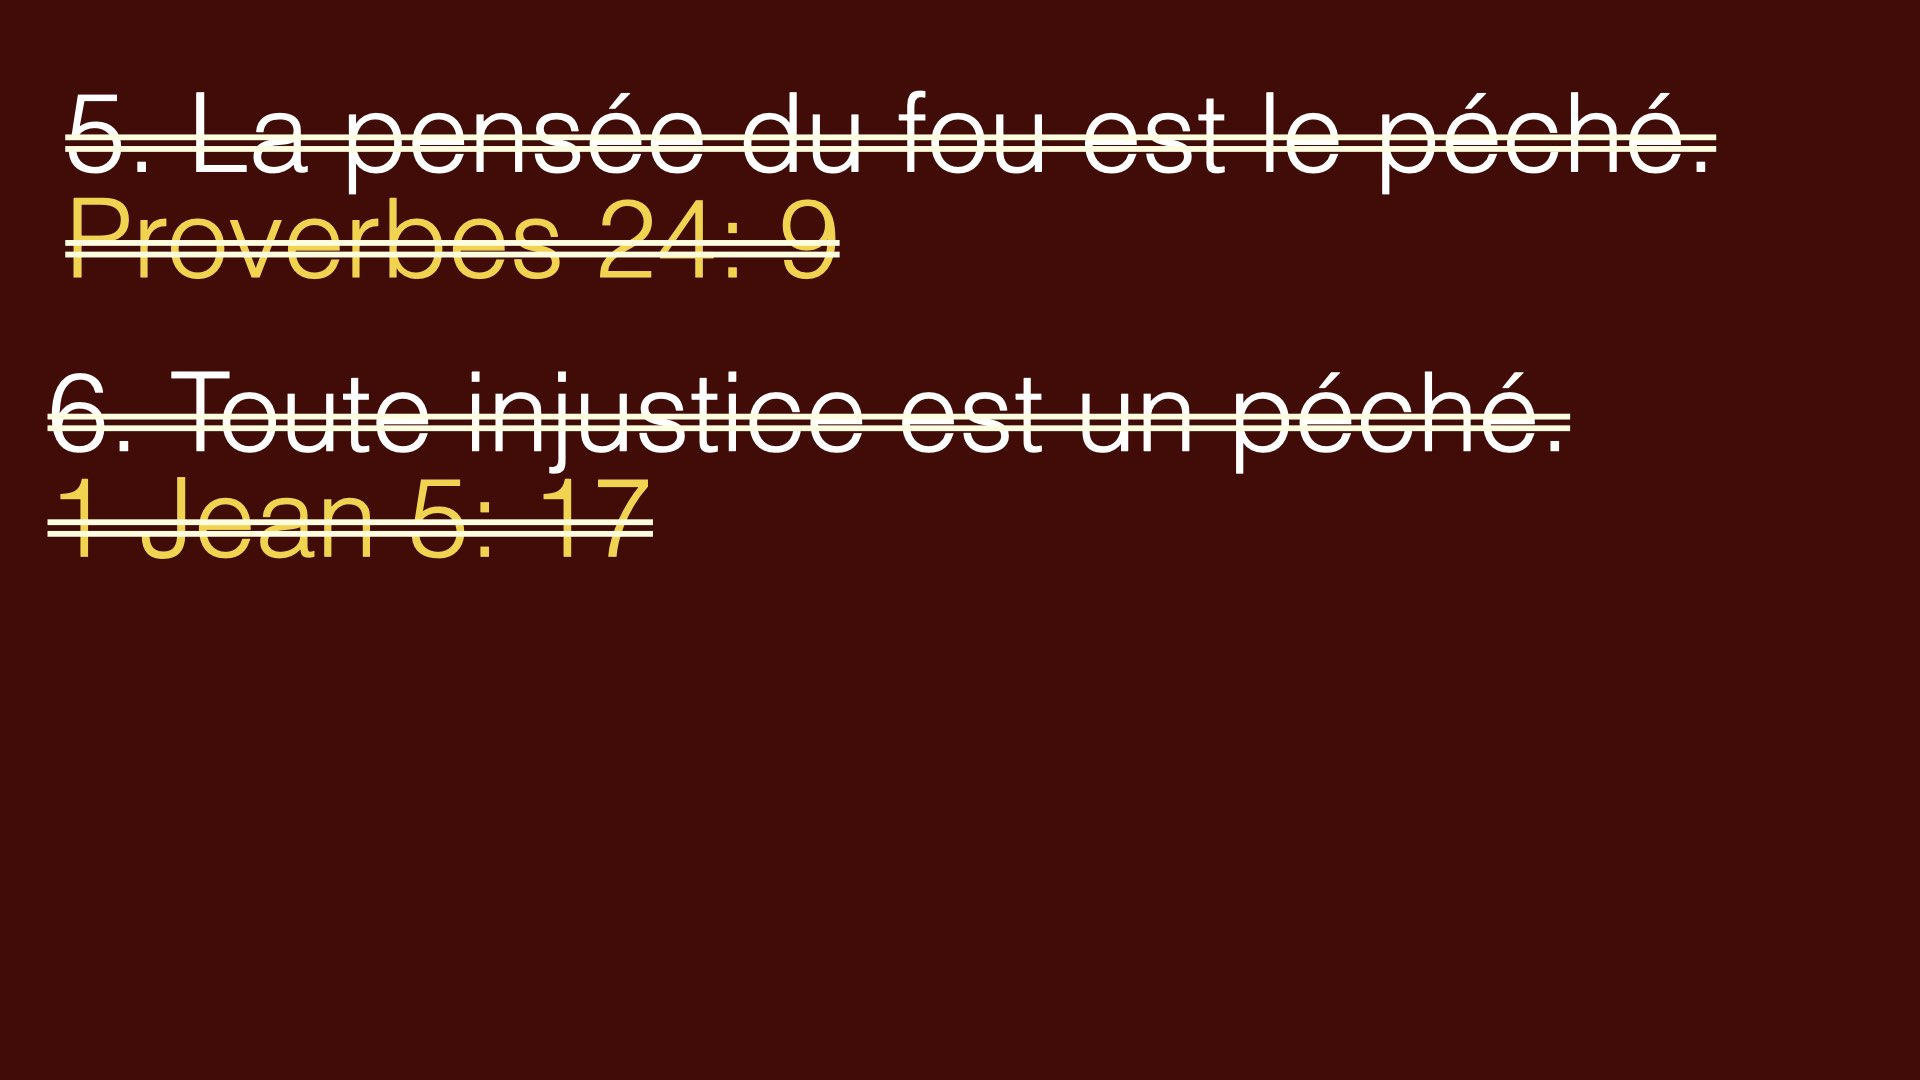 5. La pensée du fou est le péché.
Proverbes 24: 9
6. Toute injustice est un péché.
1 Jean 5: 17